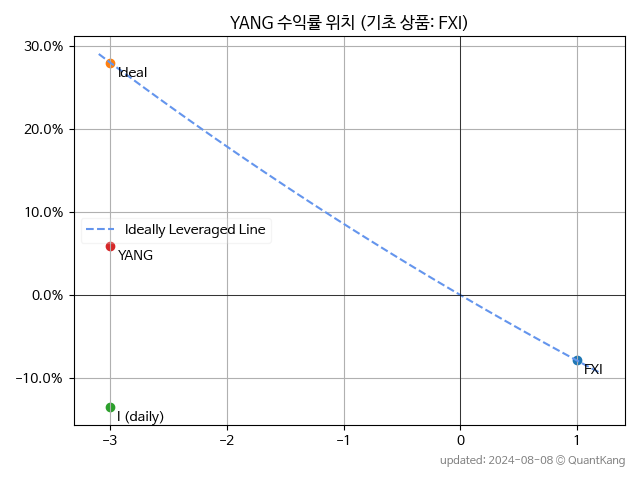 YANG 수익률 위치 (기초 상품: FXI)
30.0%
Ideal
20.0%
10.0%
Ideally Leveraged Line
YANG
0.0%
FXI
−10.0%
I (daily)
−3
−2
−1
0
1
updated: 2024-08-08 © QuantKang